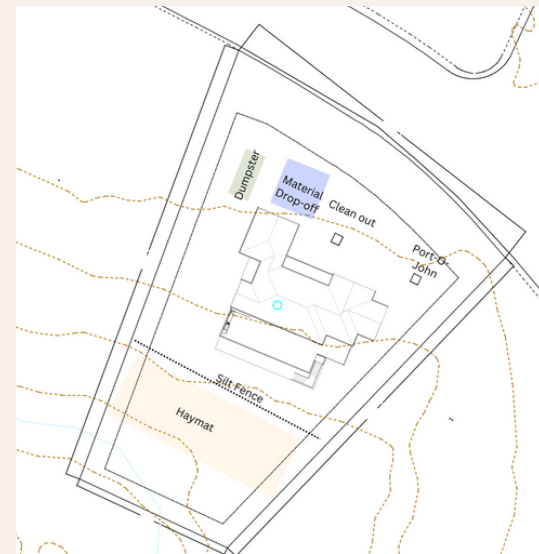 Dumpster
Material
Drop-off
Clean out
Port-O-
John
Silt Fence
Haymat